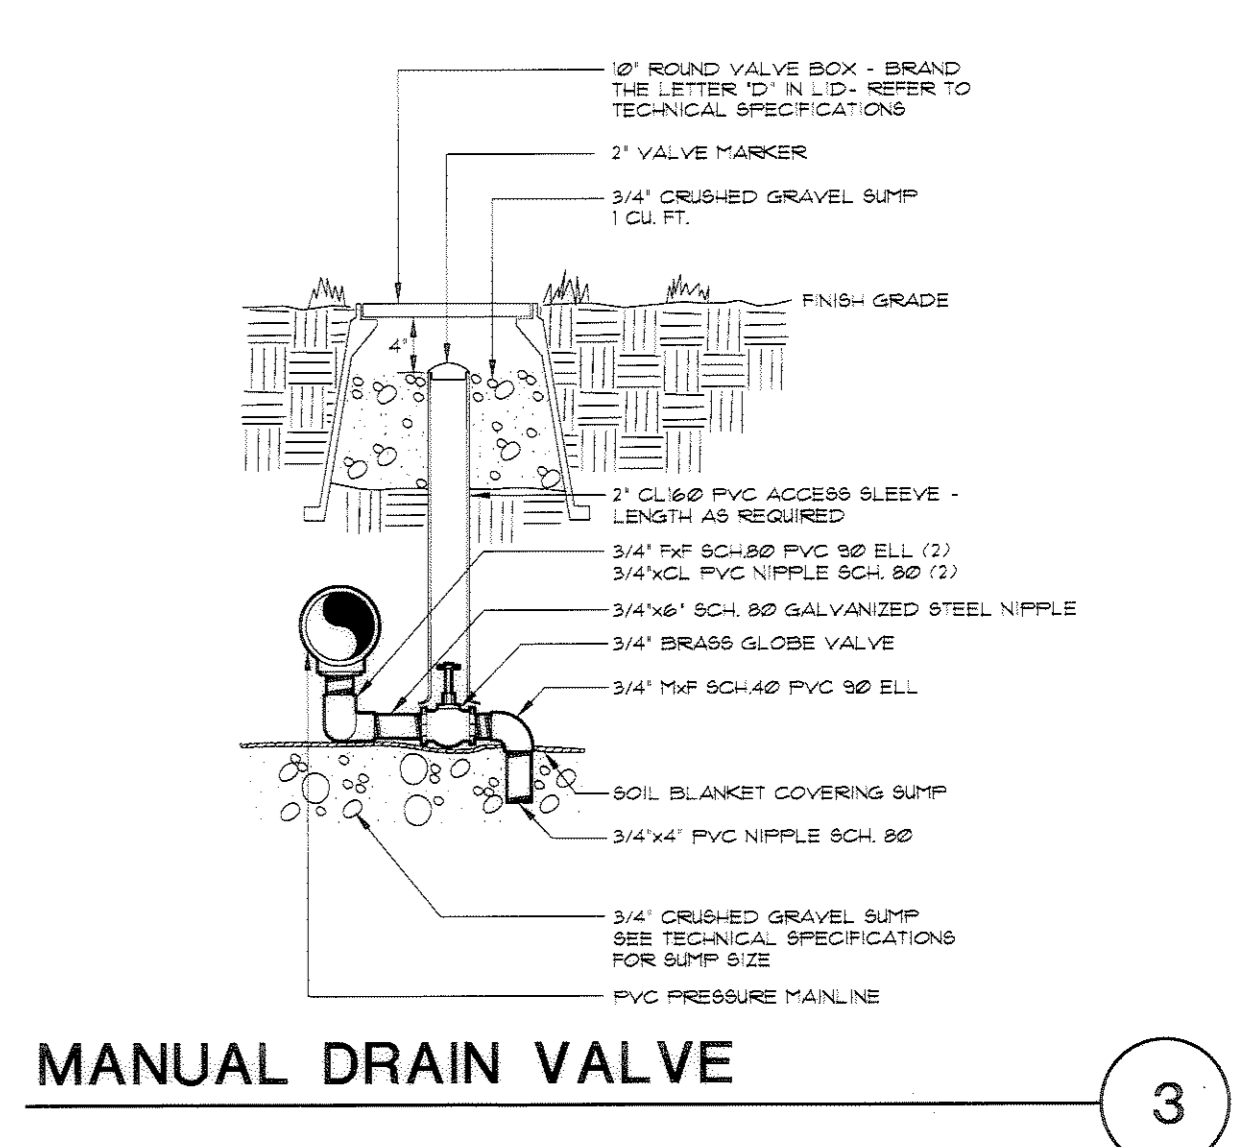 10" ROUND VALVE BOX - BRAND
THE LETTER "D" IN LID- REFER TO
TECHNICAL SPECIFICATIONS
2" VALVE MARKER
3/4" CRUSHED GRAVEL SUMP
1 CU. FT.
FINISH GRADE
4"
2" CL160 PVC ACCESS SLEEVE -
LENGTH AS REQUIRED
3/4" FxF SCH.80 PVC 90 ELL (2)
3/4"xCL PVC NIPPLE SCH. 80 (2)
3/4"x6" SCH. 80 GALVANIZED STEEL NIPPLE
3/4" BRASS GLOBE VALVE
3/4" MxF SCH.40 PVC 90 ELL
SOIL BLANKET COVERING SUMP
3/4"x4" PVC NIPPLE SCH. 80
3/4" CRUSHED GRAVEL SUMP
SEE TECHNICAL SPECIFICATIONS
FOR SUMP SIZE
PVC PRESSURE MAINLINE
MANUAL DRAIN VALVE
3